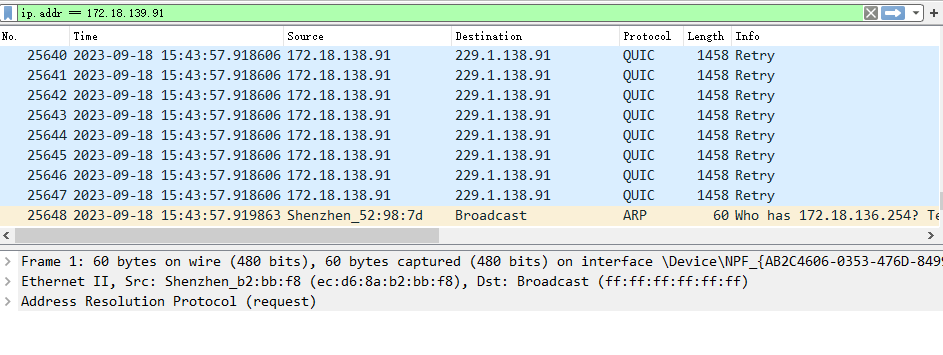 ip.addr == 172.18.139.91
No. Time Source Destination Protocol Length Info
25640 2023-09-18 15:43:57.918606 172.18.138.91 229.1.138.91 QUIC 1458 Retry
25641 2023-09-18 15:43:57.918606 172.18.138.91 229.1.138.91 QUIC 1458 Retry
25642 2023-09-18 15:43:57.918606 172.18.138.91 229.1.138.91 QUIC 1458 Retry
25643 2023-09-18 15:43:57.918606 172.18.138.91 229.1.138.91 QUIC 1458 Retry
25644 2023-09-18 15:43:57.918606 172.18.138.91 229.1.138.91 QUIC 1458 Retry
25645 2023-09-18 15:43:57.918606 172.18.138.91 229.1.138.91 QUIC 1458 Retry
25646 2023-09-18 15:43:57.918606 172.18.138.91 229.1.138.91 QUIC 1458 Retry
25647 2023-09-18 15:43:57.918606 172.18.138.91 229.1.138.91 QUIC 1458 Retry
25648 2023-09-18 15:43:57.919863 Shenzhen_52:98:7d Broadcast ARP 60 Who has 172.18.136.254? Te
Frame 1: 60 bytes on wire (480 bits), 60 bytes captured (480 bits) on interface \Device\NPF_{AB2C4606-0353-476D-8499
Ethernet II, Src: Shenzhen_b2:bb:f8 (ec:d6:8a:b2:bb:f8), Dst: Broadcast (ff:ff:ff:ff:ff:ff)
Address Resolution Protocol (request)